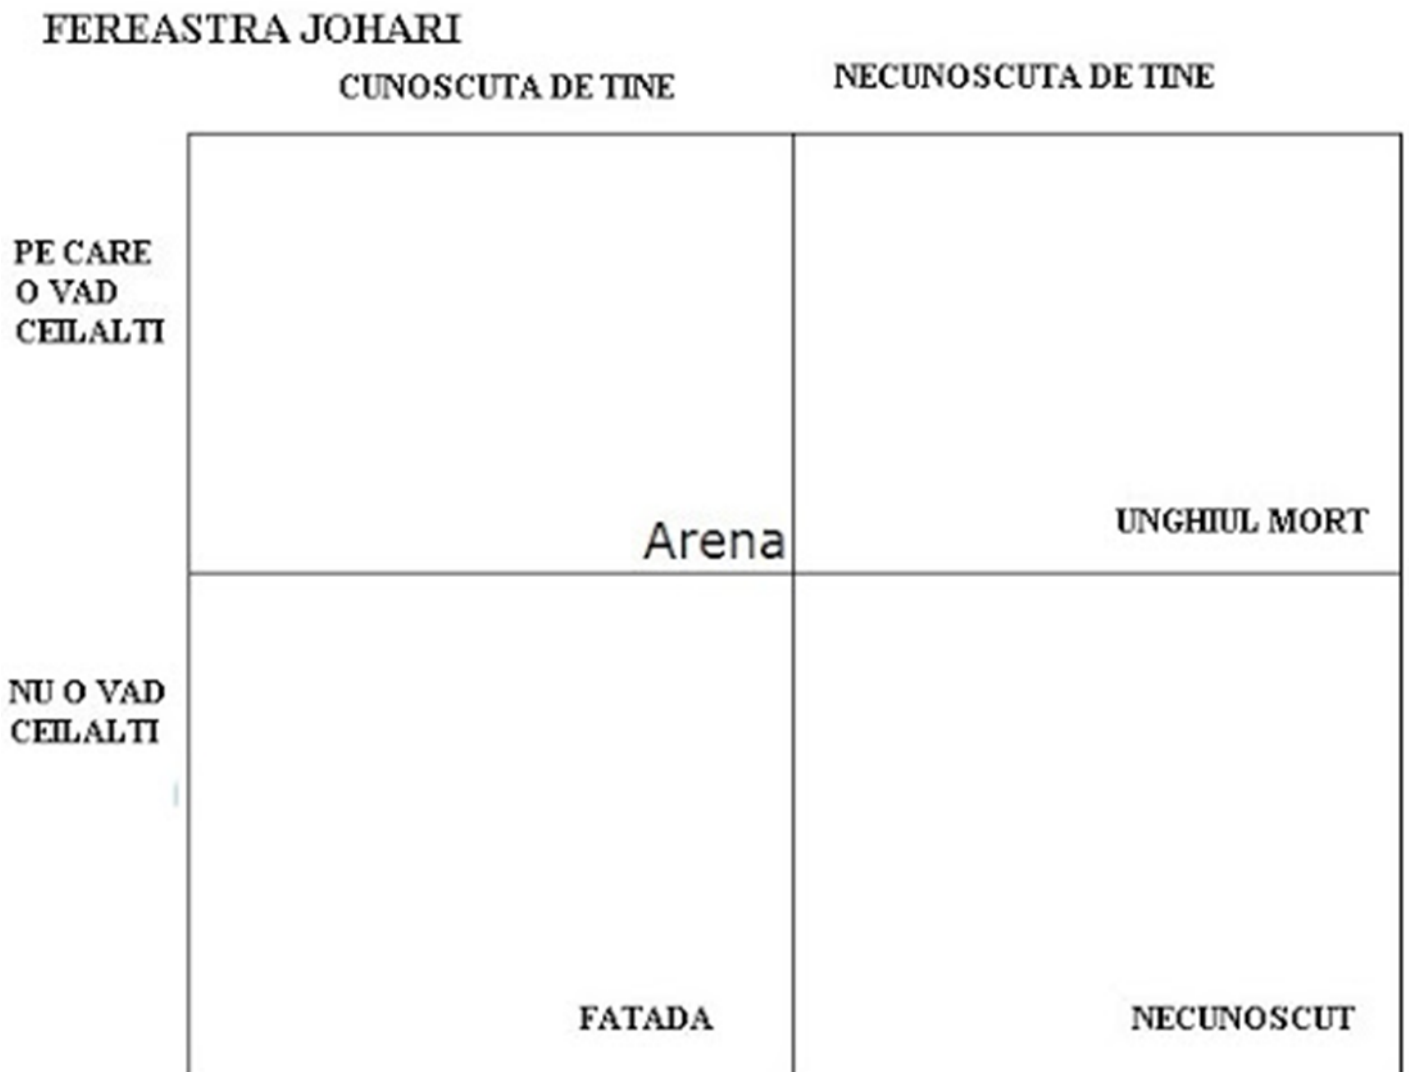 FEREASTRA JOHARI
CUNOSCUTA DE TINE
NECUNOSCUTA DE TINE
PE CARE
O VAD
CEILALTI
Arena
UNGHIUL MORT
NU O VAD
CEILALTI
FATADA
NECUNOSCUT